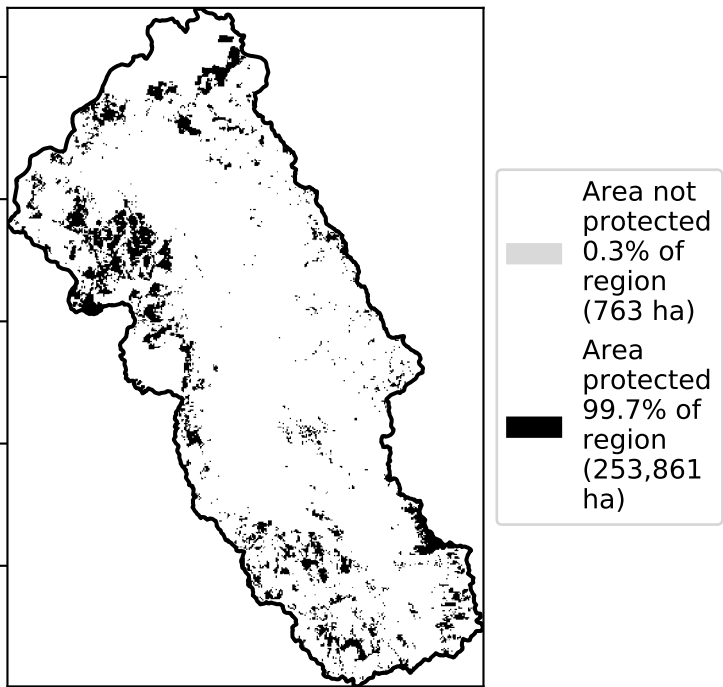 Area not
protected
0.3% of
region
(763 ha)
Area
protected
99.7% of
region
(253,861
ha)